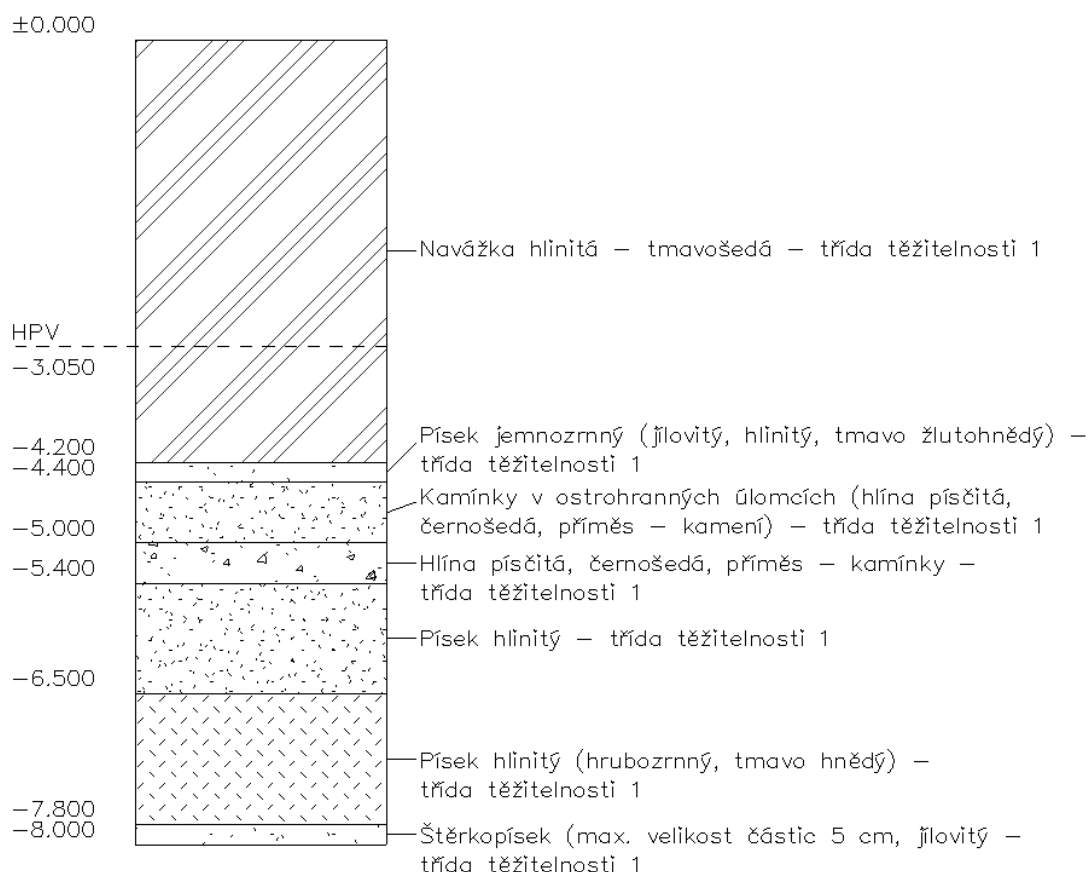 ±0.000
Navážka hlinitá – tmavošedá – třída těžitelnosti 1
HPV
–3.050
–4.200
–4.400
Písek jemnozrnný (jílovitý, hlinitý, tmavo žlutohnědý) –
třída těžitelnosti 1
Kamínky v ostrohranných úlomcích (hlína písčitá,
černošedá, příměs – kamení) – třída těžitelnosti 1
–5.000
–5.400
Hlína písčitá, černošedá, příměs – kamínky –
třída těžitelnosti 1
Písek hlinitý – třída těžitelnosti 1
–6.500
Písek hlinitý (hrubozrnný, tmavo hnědý) –
třída těžitelnosti 1
–7.800
–8.000
Štěrkopísek (max. velikost částic 5 cm, jílovitý –
třída těžitelnosti 1